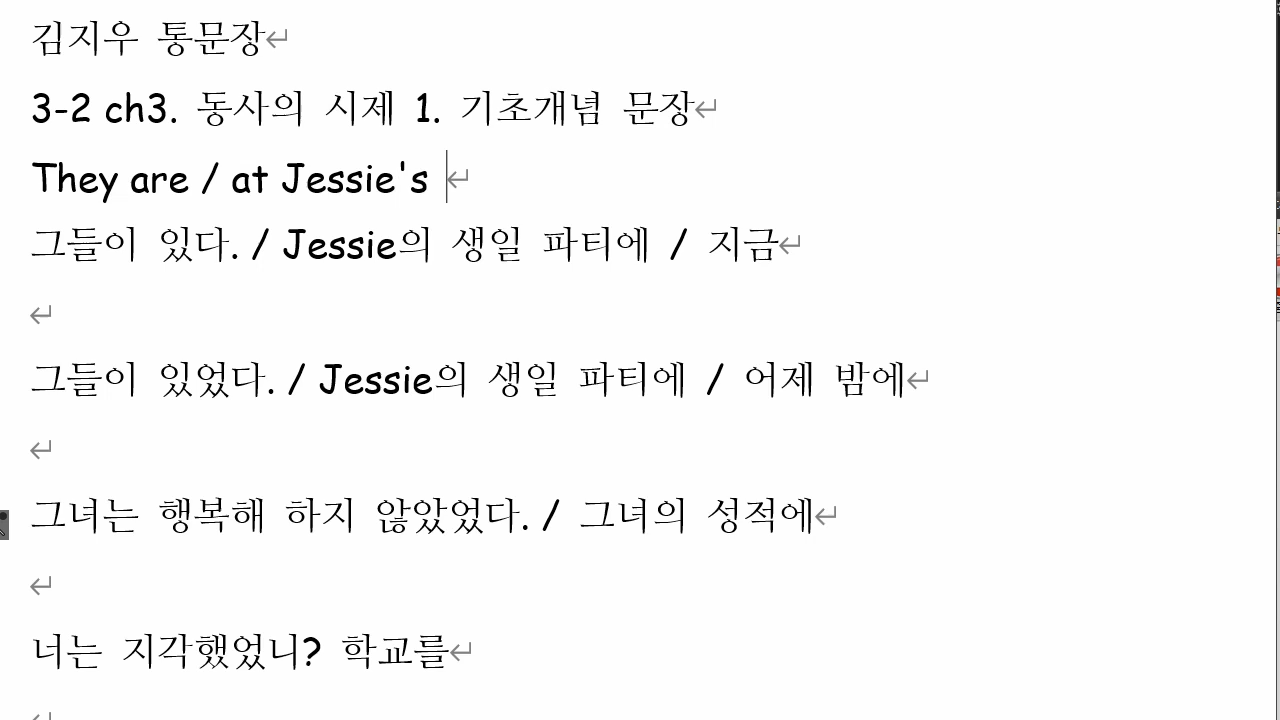 김지우 통문장
3-2 ch3. 동사의 시제 1. 기초개념 문장
They are / at Jessie's
그들이 있다. / Jessie의 생일 파티에 / 지금
그들이 있었다. / Jessie의 생일 파티에 / 어제 밤에
그녀는 행복해 하지 않았었다. / 그녀의 성적에
너는 지각했었니? 학교를